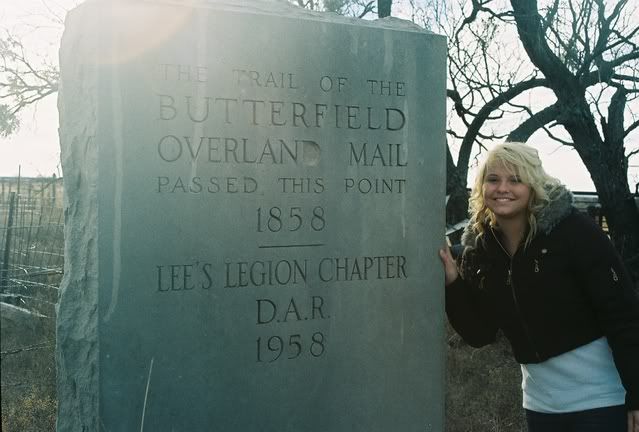 THE TRAIL OF THE
BUTTERFIELD
OVERLAND MAIL
PASSED THIS POINT
1858
LEE'S LEGION CHAPTER
D.A.R.
1958